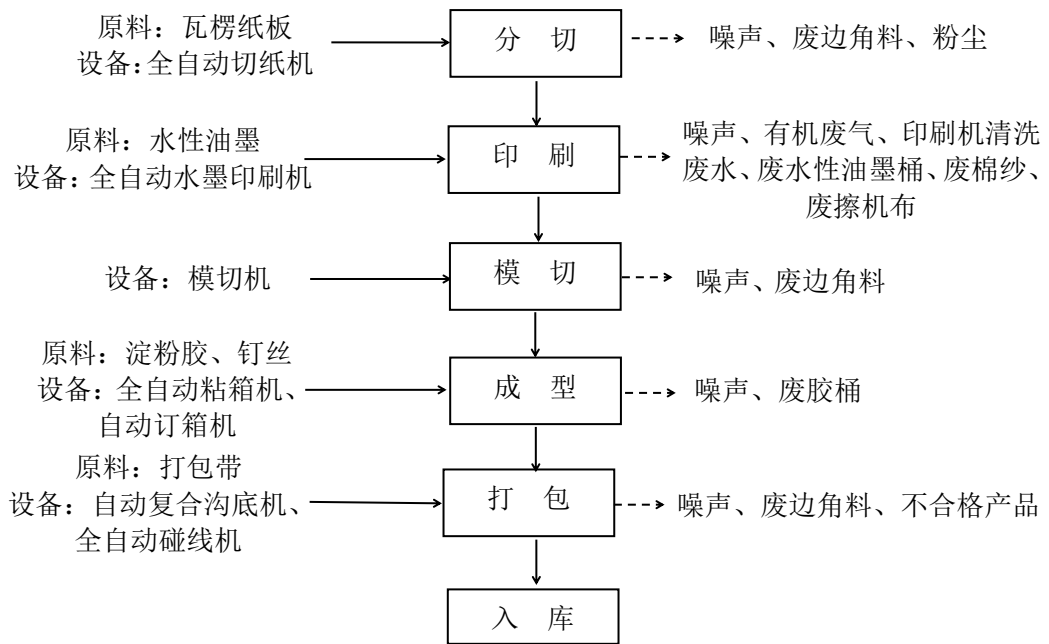 原料：瓦楞纸板
设备：全自动切纸机
分 切
噪声、废边角料、粉尘
原料：水性油墨
设备：全自动水墨印刷机
印 刷
噪声、有机废气、印刷机清洗
废水、废水性油墨桶、废棉纱、
废擦机布
设备：模切机
模 切
噪声、废边角料
原料：淀粉胶、钉丝
设备：全自动粘箱机、
自动订箱机
成 型
噪声、废胶桶
原料：打包带
设备：自动复合沟底机、
全自动碰线机
打 包
噪声、废边角料、不合格产品
入 库